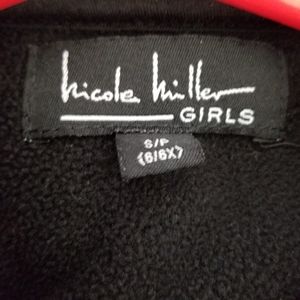 Nicole Miller
GIRLS
S/P
(6/6X)